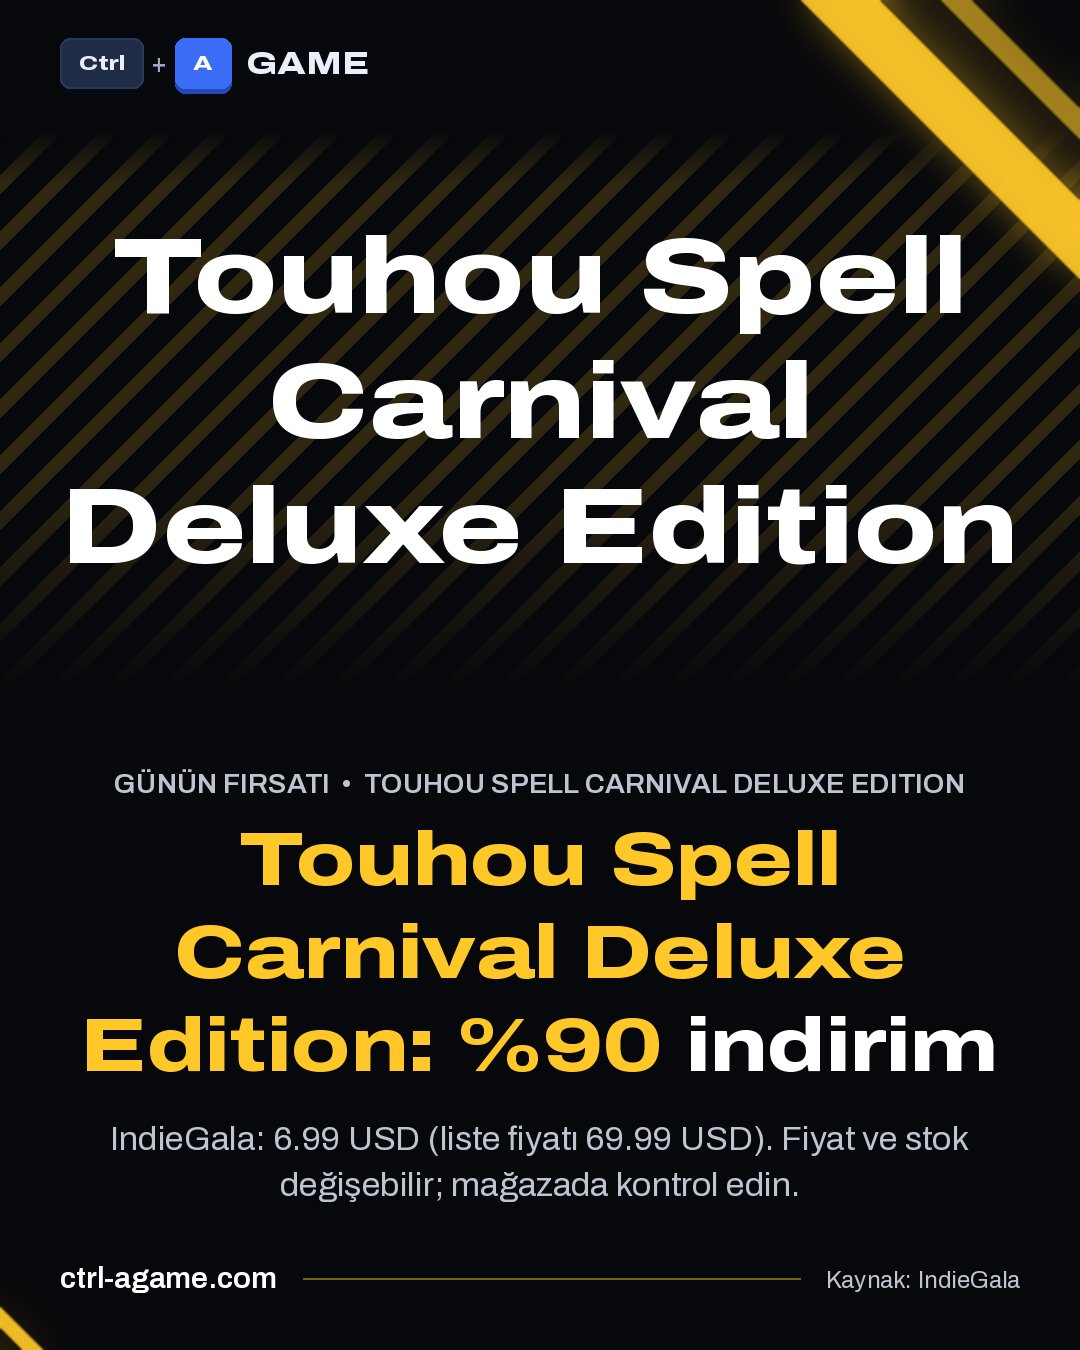 Ctrl + A GAME
Touhou Spell
Carnival
Deluxe Edition
GÜNÜN FIRSATI • TOUHOU SPELL CARNIVAL DELUXE EDITION
Touhou Spell
Carnival Deluxe
Edition: %90 indirim
IndieGala: 6.99 USD (liste fiyatı 69.99 USD). Fiyat ve stok
değişebilir; mağazada kontrol edin.
ctrl-agame.com
Kaynak: IndieGala